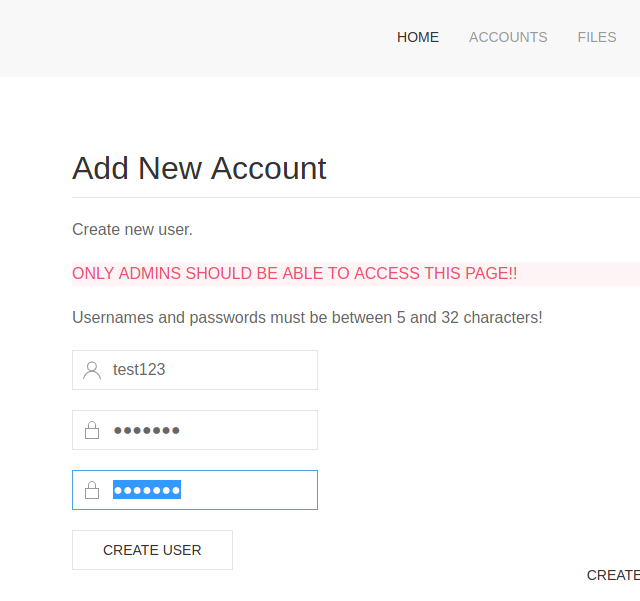 HOME ACCOUNTS FILES
Add New Account
Create new user.
ONLY ADMINS SHOULD BE ABLE TO ACCESS THIS PAGE!!
Usernames and passwords must be between 5 and 32 characters!
test123
●●●●●●●
●●●●●●●
CREATE USER
CREATE